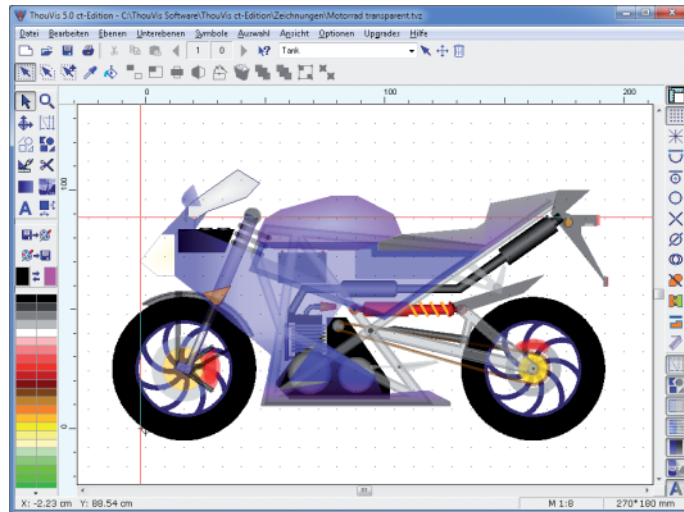 ThouVis 5.0 ct-Edition - C:\ThouVis Software\ThouVis ct-Edition\Zeichnungen\Motorrad transparent.tvz
Datei Bearbeiten Ebenen Unterebenen Symbole Auswahl Ansicht Optionen Upgrades Hilfe
1 0 Tank
0 100 200
100
A
0
A
X: -2.23 cm Y: 88.54 cm M 1:8 270*180 mm